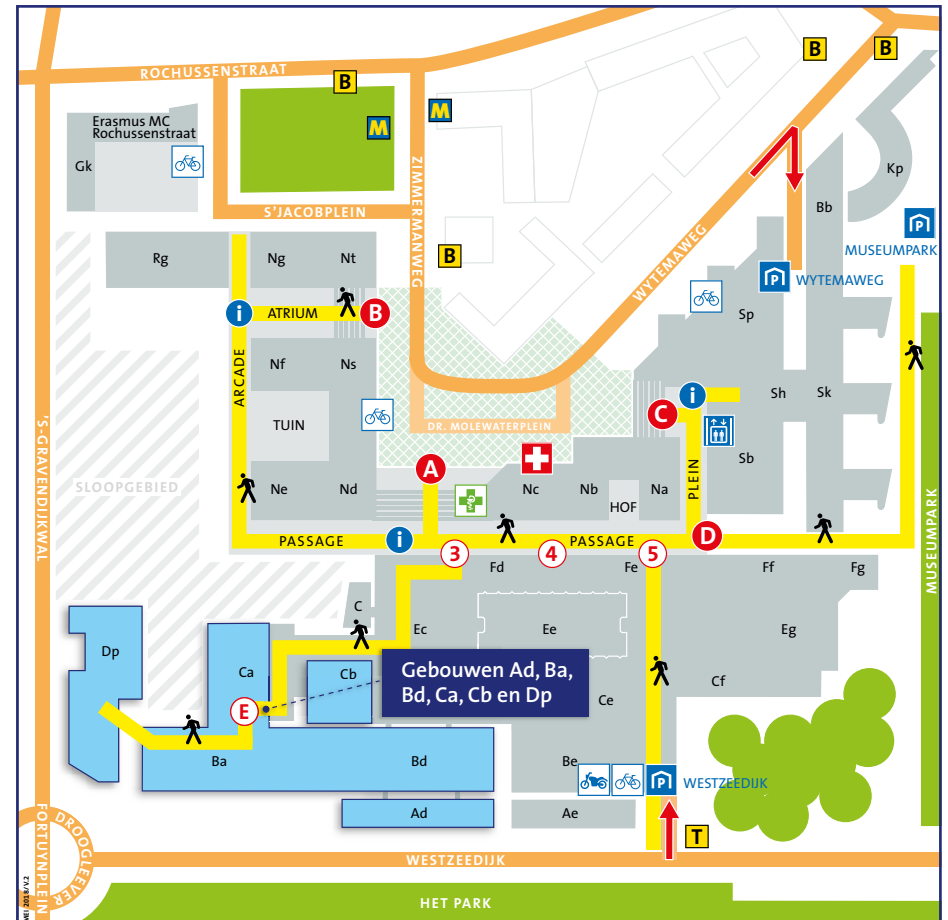 ROCHUSSENSTRAAT
B
B
B
Erasmus MC
Rochussenstraat
Gk
M
M
ZIMMERMANWEG
S'JACOBPLEIN
Kp
Bb
P
MUSEUMPARK
Rg
Ng
Nt
B
WYTEMAWEG
P
WYTEMAWEG
i
ATRIUM
B
Sp
ARCADE
Nf
Ns
'S-GRAVENDIJKWAL
TUIN
DR. MOLEWATERPLEIN
C
i
Sh
Sk
SLOOPGEBIED
Ne
Nd
A
Nc
Nb
HOF
Na
PLEIN
Sb
MUSEUMPARK
PASSAGE
i
PASSAGE
D
3
4
5
Fd
Fe
Ff
Fg
C
Ec
Ee
Eg
Dp
Ca
Cb
Gebouwen Ad, Ba,
Bd, Ca, Cb en Dp
Ce
Cf
E
Ba
Bd
Be
P
WESTZEEDIJK
Ad
Ae
T
DROOGLEEVER
FORTUYNPLEIN
WESTZEEDIJK
HET PARK